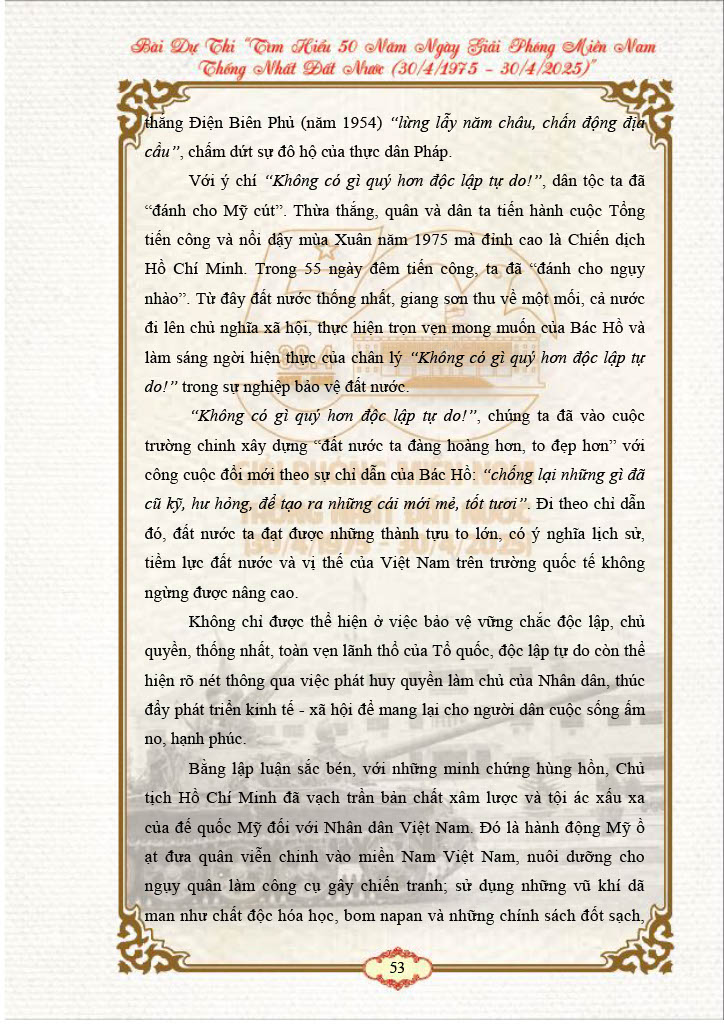 Bài Dự Thi "Tìm Hiểu 50 Năm Ngày Giải Phóng Miền Nam
Thống Nhất Đất Nước (30/4/1975 - 30/4/2025)"
thắng Điện Biên Phủ (năm 1954) “lừng lẫy năm châu, chấn động địa
cầu”, chấm dứt sự đô hộ của thực dân Pháp.
Với ý chí “Không có gì quý hơn độc lập tự do!”, dân tộc ta đã
“đánh cho Mỹ cút”. Thừa thắng, quân và dân ta tiến hành cuộc Tổng
tiến công và nổi dậy mùa Xuân năm 1975 mà đỉnh cao là Chiến dịch
Hồ Chí Minh. Trong 55 ngày đêm tiến công, ta đã “đánh cho ngụy
nhào”. Từ đây đất nước thống nhất, giang sơn thu về một mối, cả nước
đi lên chủ nghĩa xã hội, thực hiện trọn vẹn mong muốn của Bác Hồ và
làm sáng ngời hiện thực của chân lý “Không có gì quý hơn độc lập tự
do!” trong sự nghiệp bảo vệ đất nước.
“Không có gì quý hơn độc lập tự do!”, chúng ta đã vào cuộc
trường chinh xây dựng “đất nước ta đàng hoàng hơn, to đẹp hơn” với
công cuộc đổi mới theo sự chỉ dẫn của Bác Hồ: “chống lại những gì đã
cũ kỹ, hư hỏng, để tạo ra những cái mới mẻ, tốt tươi”. Đi theo chỉ dẫn
đó, đất nước ta đạt được những thành tựu to lớn, có ý nghĩa lịch sử,
tiềm lực đất nước và vị thế của Việt Nam trên trường quốc tế không
ngừng được nâng cao.
Không chỉ được thể hiện ở việc bảo vệ vững chắc độc lập, chủ
quyền, thống nhất, toàn vẹn lãnh thổ của Tổ quốc, độc lập tự do còn thể
hiện rõ nét thông qua việc phát huy quyền làm chủ của Nhân dân, thúc
đẩy phát triển kinh tế - xã hội để mang lại cho người dân cuộc sống ấm
no, hạnh phúc.
Bằng lập luận sắc bén, với những minh chứng hùng hồn, Chủ
tịch Hồ Chí Minh đã vạch trần bản chất xâm lược và tội ác xấu xa
của đế quốc Mỹ đối với Nhân dân Việt Nam. Đó là hành động Mỹ ồ
ạt đưa quân viễn chinh vào miền Nam Việt Nam, nuôi dưỡng cho
ngụy quân làm công cụ gây chiến tranh; sử dụng những vũ khí dã
man như chất độc hóa học, bom napan và những chính sách đốt sạch,
30.4
GIẢI PHÓNG MIỀN NAM
THỐNG NHẤT ĐẤT NƯỚC
(30/4/1975 - 30/4/2025)
53